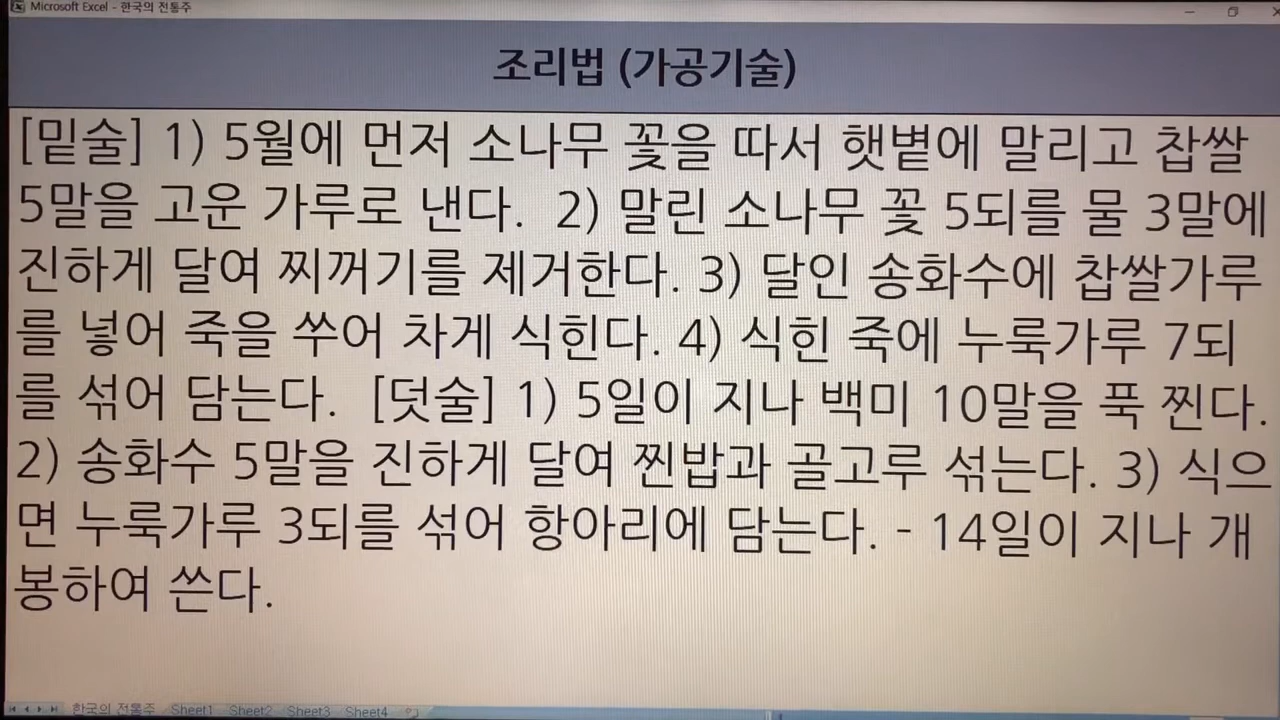 Microsoft Excel - 한국의 전통주
조리법 (가공기술)
[밑술] 1) 5월에 먼저 소나무 꽃을 따서 햇볕에 말리고 찹쌀
5말을 고운 가루로 낸다. 2) 말린 소나무 꽃 5되를 물 3말에
진하게 달여 찌꺼기를 제거한다. 3) 달인 송화수에 찹쌀가루
를 넣어 죽을 쑤어 차게 식힌다. 4) 식힌 죽에 누룩가루 7되
를 섞어 담는다. [덧술] 1) 5일이 지나 백미 10말을 푹 찐다.
2) 송화수 5말을 진하게 달여 찐밥과 골고루 섞는다. 3) 식으
면 누룩가루 3되를 섞어 항아리에 담는다. - 14일이 지나 개
봉하여 쓴다.
한국의 전통주 Sheet1 Sheet2 Sheet3 Sheet4